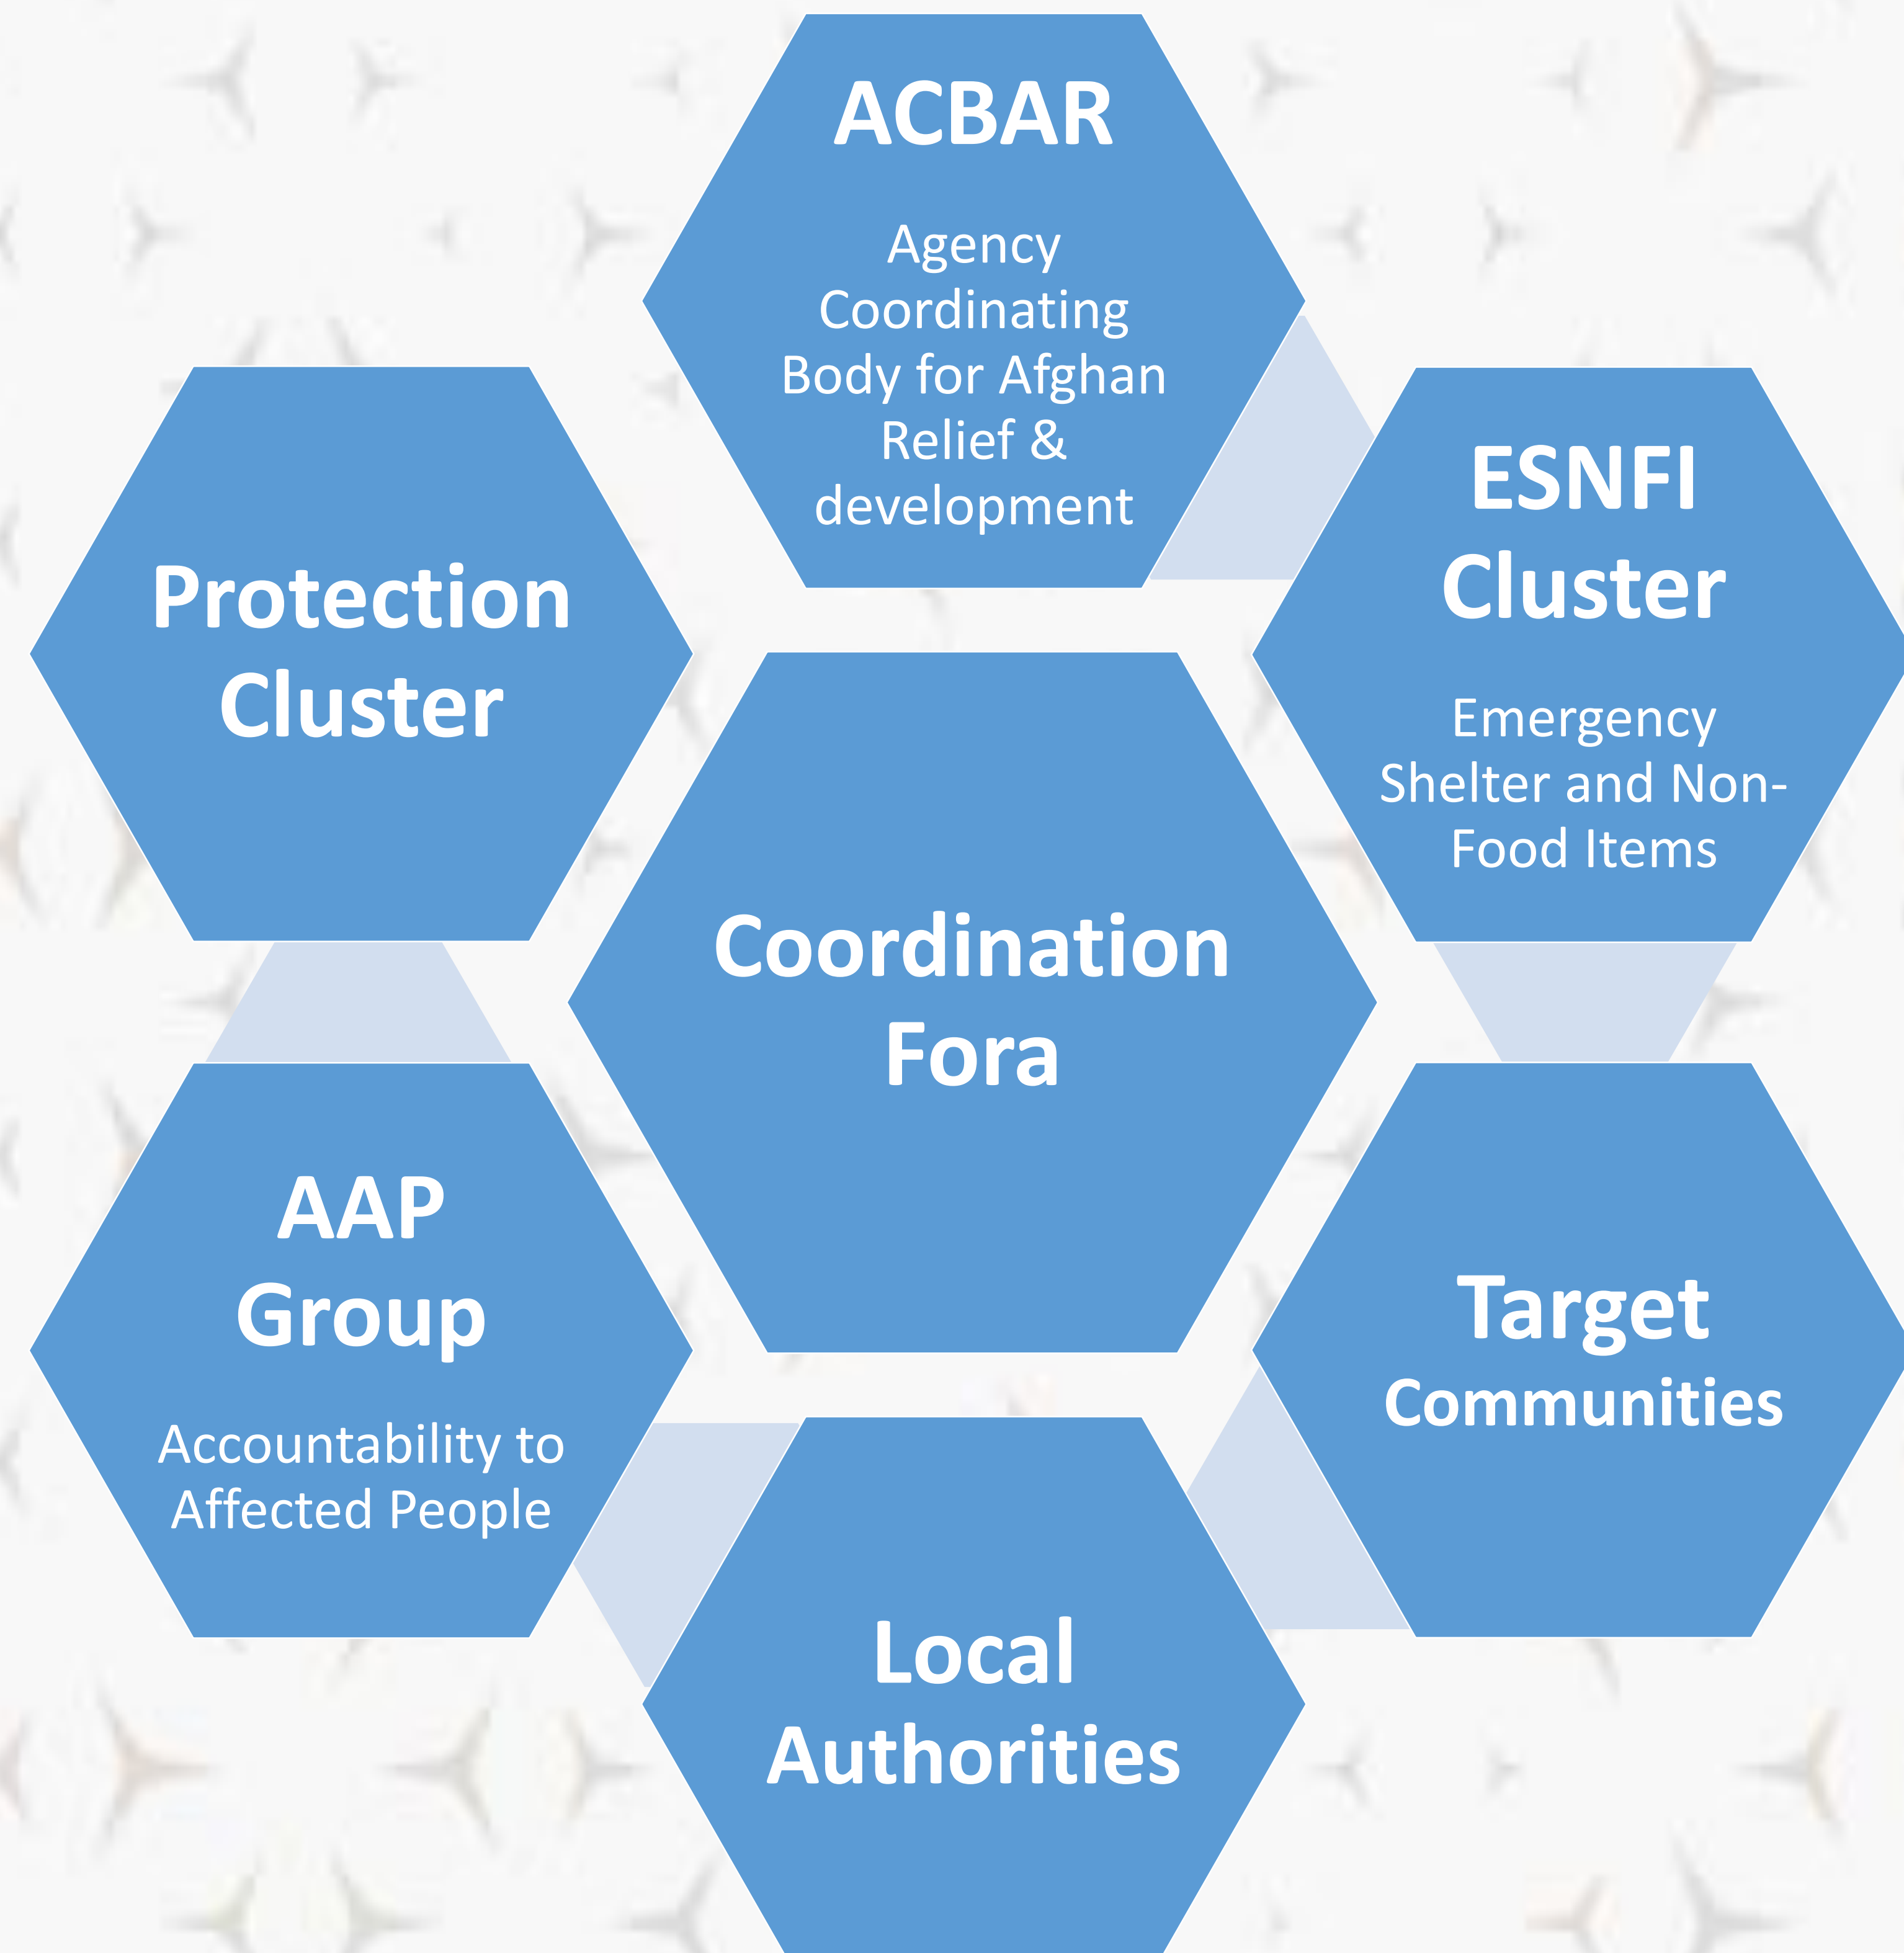 ACBAR
Agency
Coordinating
Body for Afghan
Relief &
development
ESNFI
Cluster
Emergency
Shelter and Non-
Food Items
Protection
Cluster
Coordination
Fora
AAP
Group
Accountability to
Affected People
Target
Communities
Local
Authorities